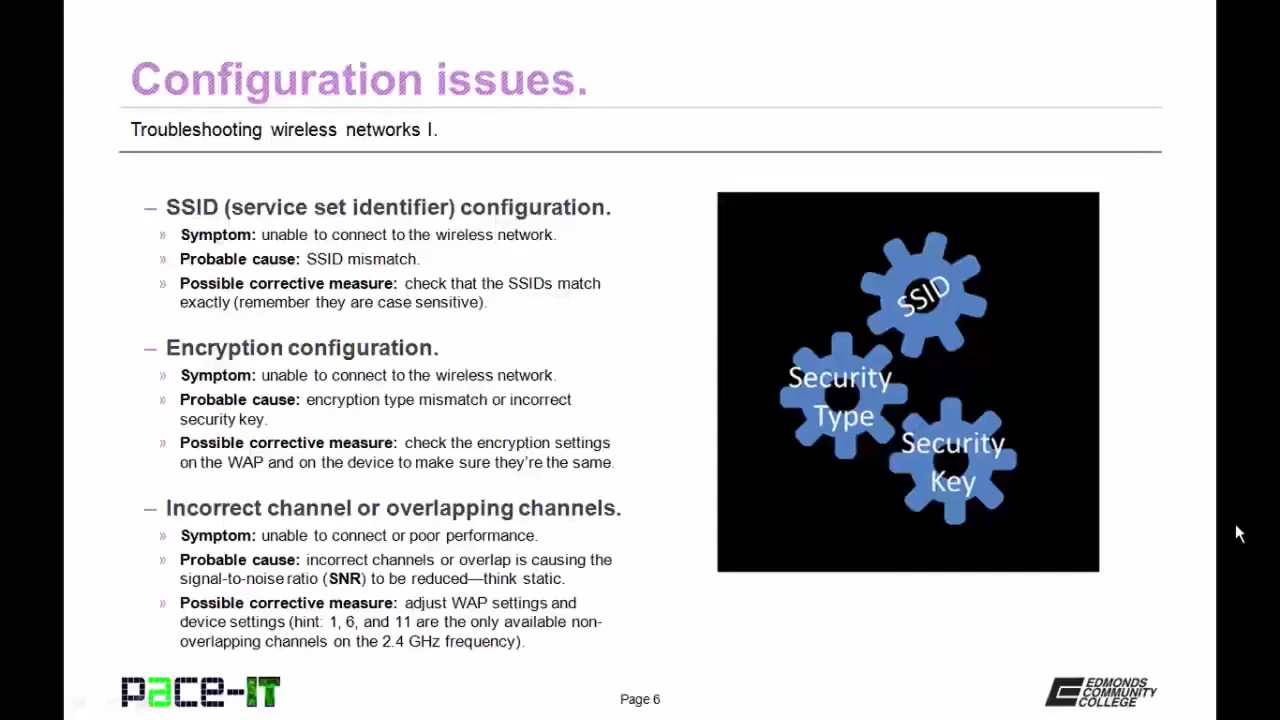 Configuration issues.
Troubleshooting wireless networks I.
– SSID (service set identifier) configuration.
» Symptom: unable to connect to the wireless network.
» Probable cause: SSID mismatch.
» Possible corrective measure: check that the SSIDs match
exactly (remember they are case sensitive).
– Encryption configuration.
» Symptom: unable to connect to the wireless network.
» Probable cause: encryption type mismatch or incorrect
security key.
» Possible corrective measure: check the encryption settings
on the WAP and on the device to make sure they're the same.
– Incorrect channel or overlapping channels.
» Symptom: unable to connect or poor performance.
» Probable cause: incorrect channels or overlap is causing the
signal-to-noise ratio (SNR) to be reduced—think static.
» Possible corrective measure: adjust WAP settings and
device settings (hint: 1, 6, and 11 are the only available non-
overlapping channels on the 2.4 GHz frequency).
SSID
Security
Type
Security
Key
pace-IT
Page 6
EDMONDS
COMMUNITY
COLLEGE